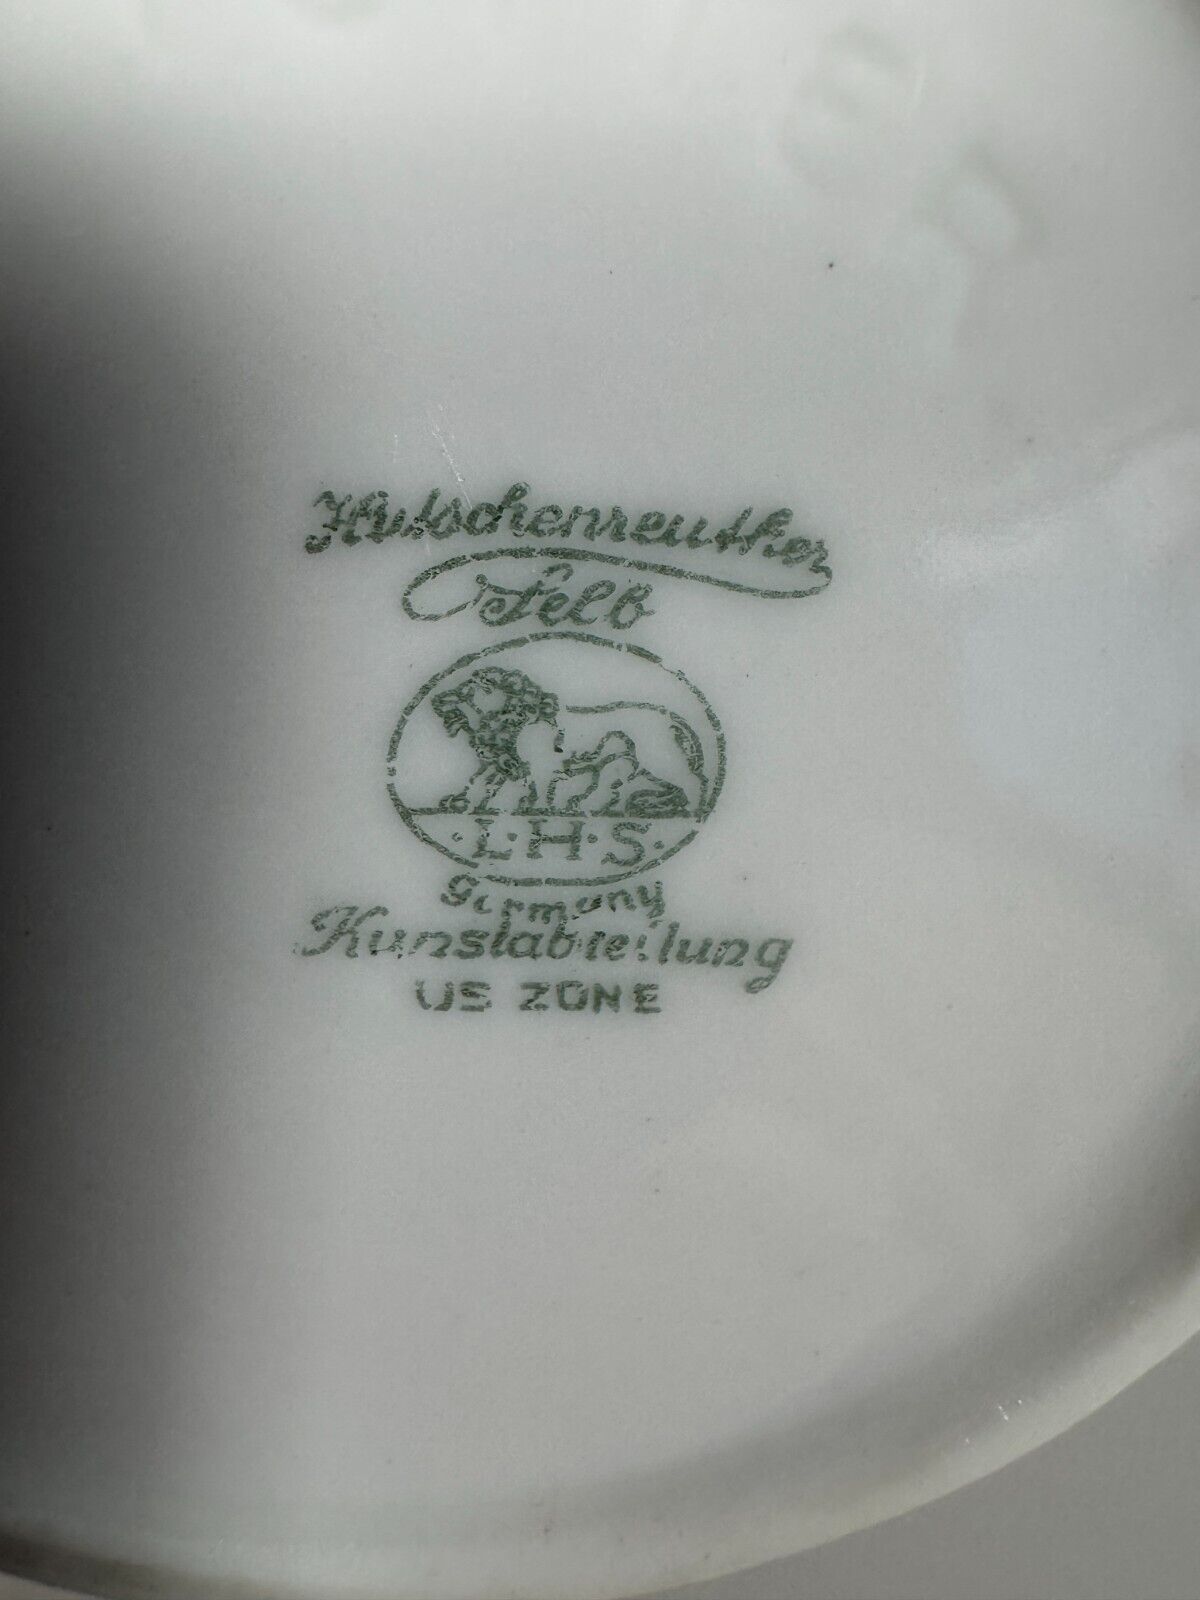 Hutschenreuther
Selb
·L·H·S·
Germany
Kunstabteilung
US ZONE